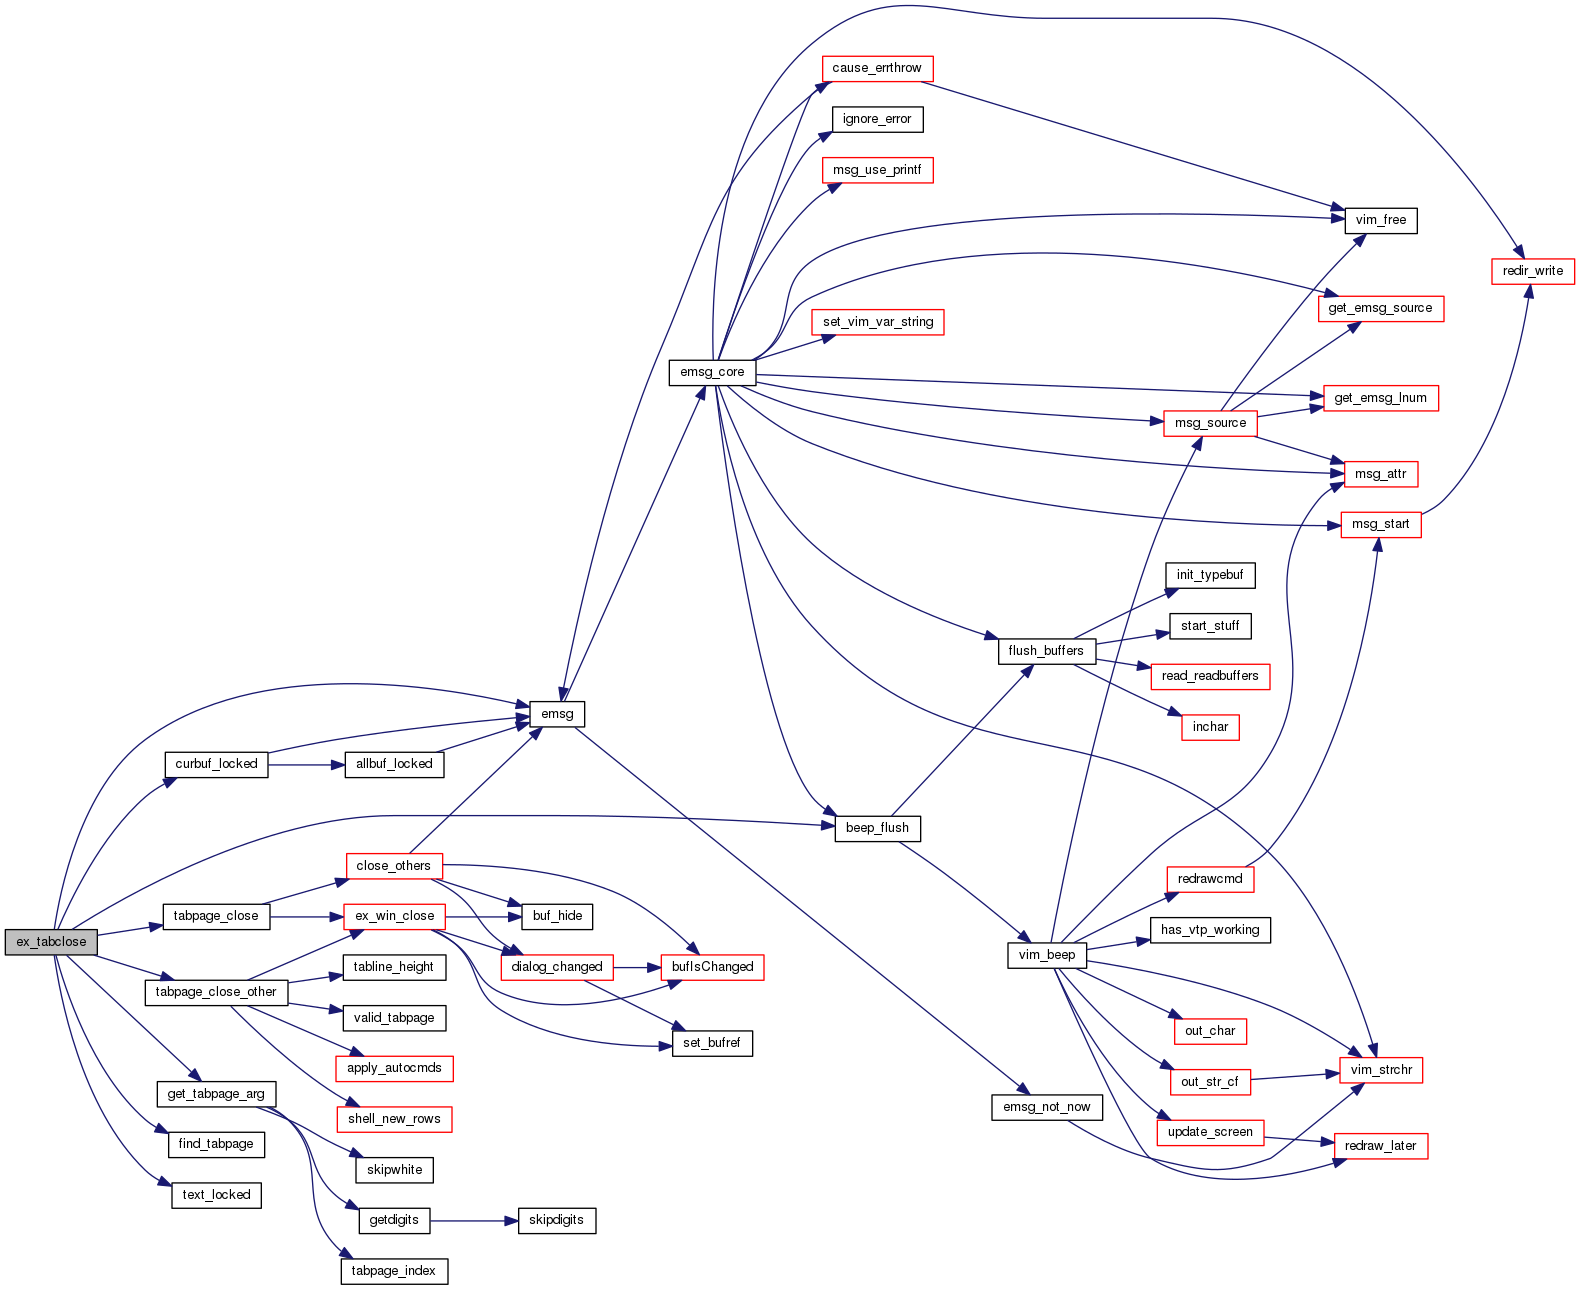 cause_errthrow
ignore_error
msg_use_printf
vim_free
redir_write
get_emsg_source
set_vim_var_string
emsg_core
get_emsg_lnum
msg_source
msg_attr
msg_start
init_typebuf
start_stuff
flush_buffers
read_readbuffers
emsg
inchar
curbuf_locked
allbuf_locked
beep_flush
close_others
redrawcmd
tabpage_close
ex_win_close
buf_hide
has_vtp_working
ex_tabclose
vim_beep
tabline_height
dialog_changed
bufIsChanged
tabpage_close_other
valid_tabpage
out_char
set_bufref
apply_autocmds
vim_strchr
out_str_cf
get_tabpage_arg
emsg_not_now
shell_new_rows
update_screen
find_tabpage
redraw_later
skipwhite
text_locked
getdigits
skipdigits
tabpage_index